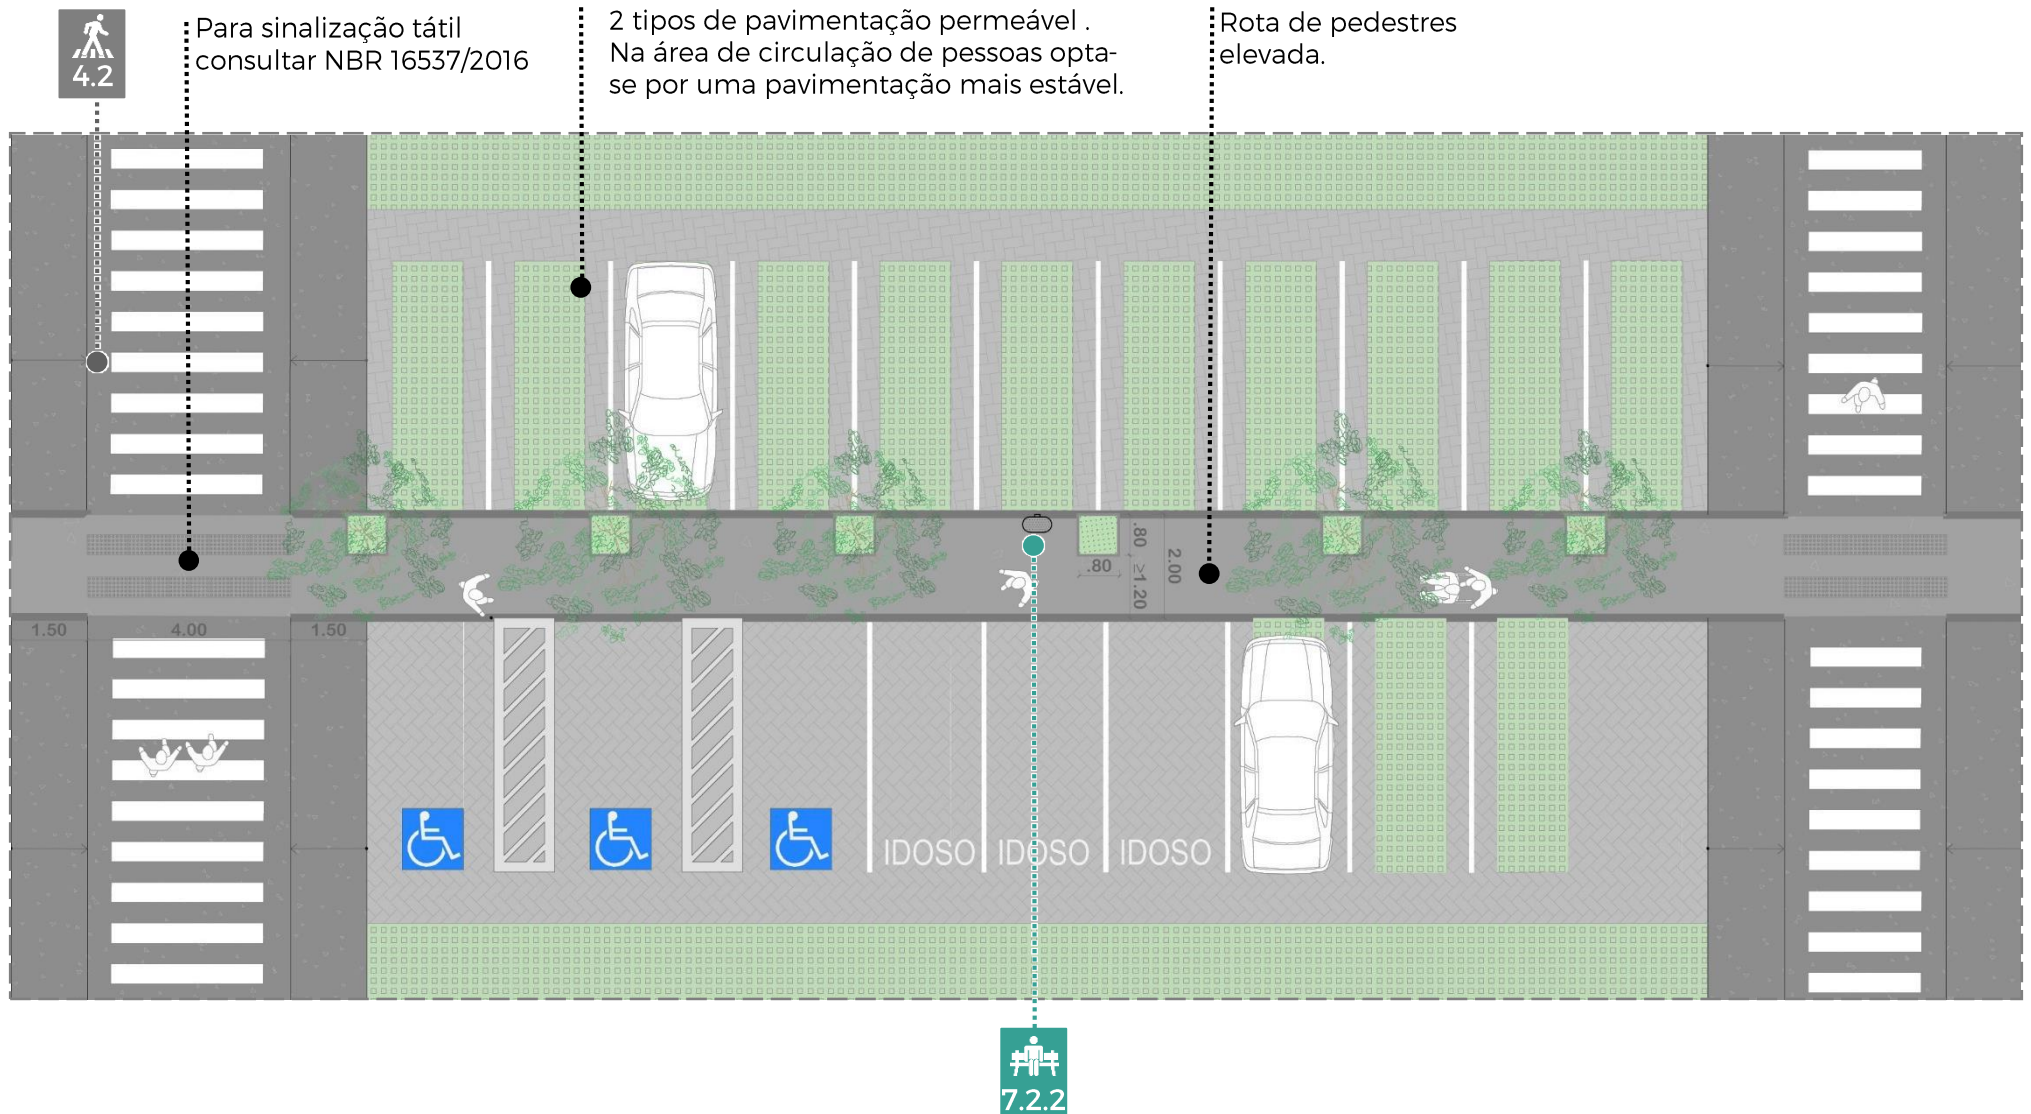 4.2
Para sinalização tátil
consultar NBR 16537/2016
2 tipos de pavimentação permeável .
Na área de circulação de pessoas opta-
se por uma pavimentação mais estável.
Rota de pedestres
elevada.
.80
.80
≥1.20
2.00
1.50
4.00
1.50
IDOSO
IDOSO
IDOSO
7.2.2